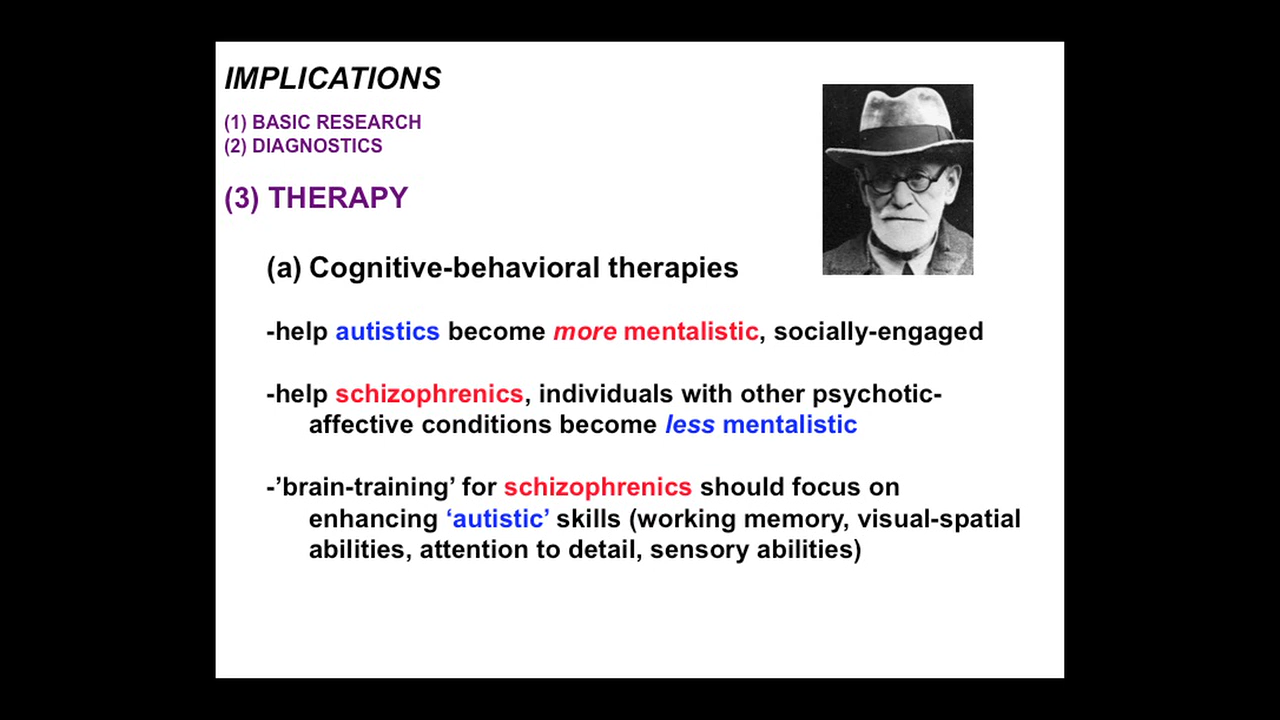 IMPLICATIONS
(1) BASIC RESEARCH
(2) DIAGNOSTICS
(3) THERAPY
(a) Cognitive-behavioral therapies
-help autistics become more mentalistic, socially-engaged
-help schizophrenics, individuals with other psychotic-
affective conditions become less mentalistic
-’brain-training’ for schizophrenics should focus on
enhancing ‘autistic’ skills (working memory, visual-spatial
abilities, attention to detail, sensory abilities)